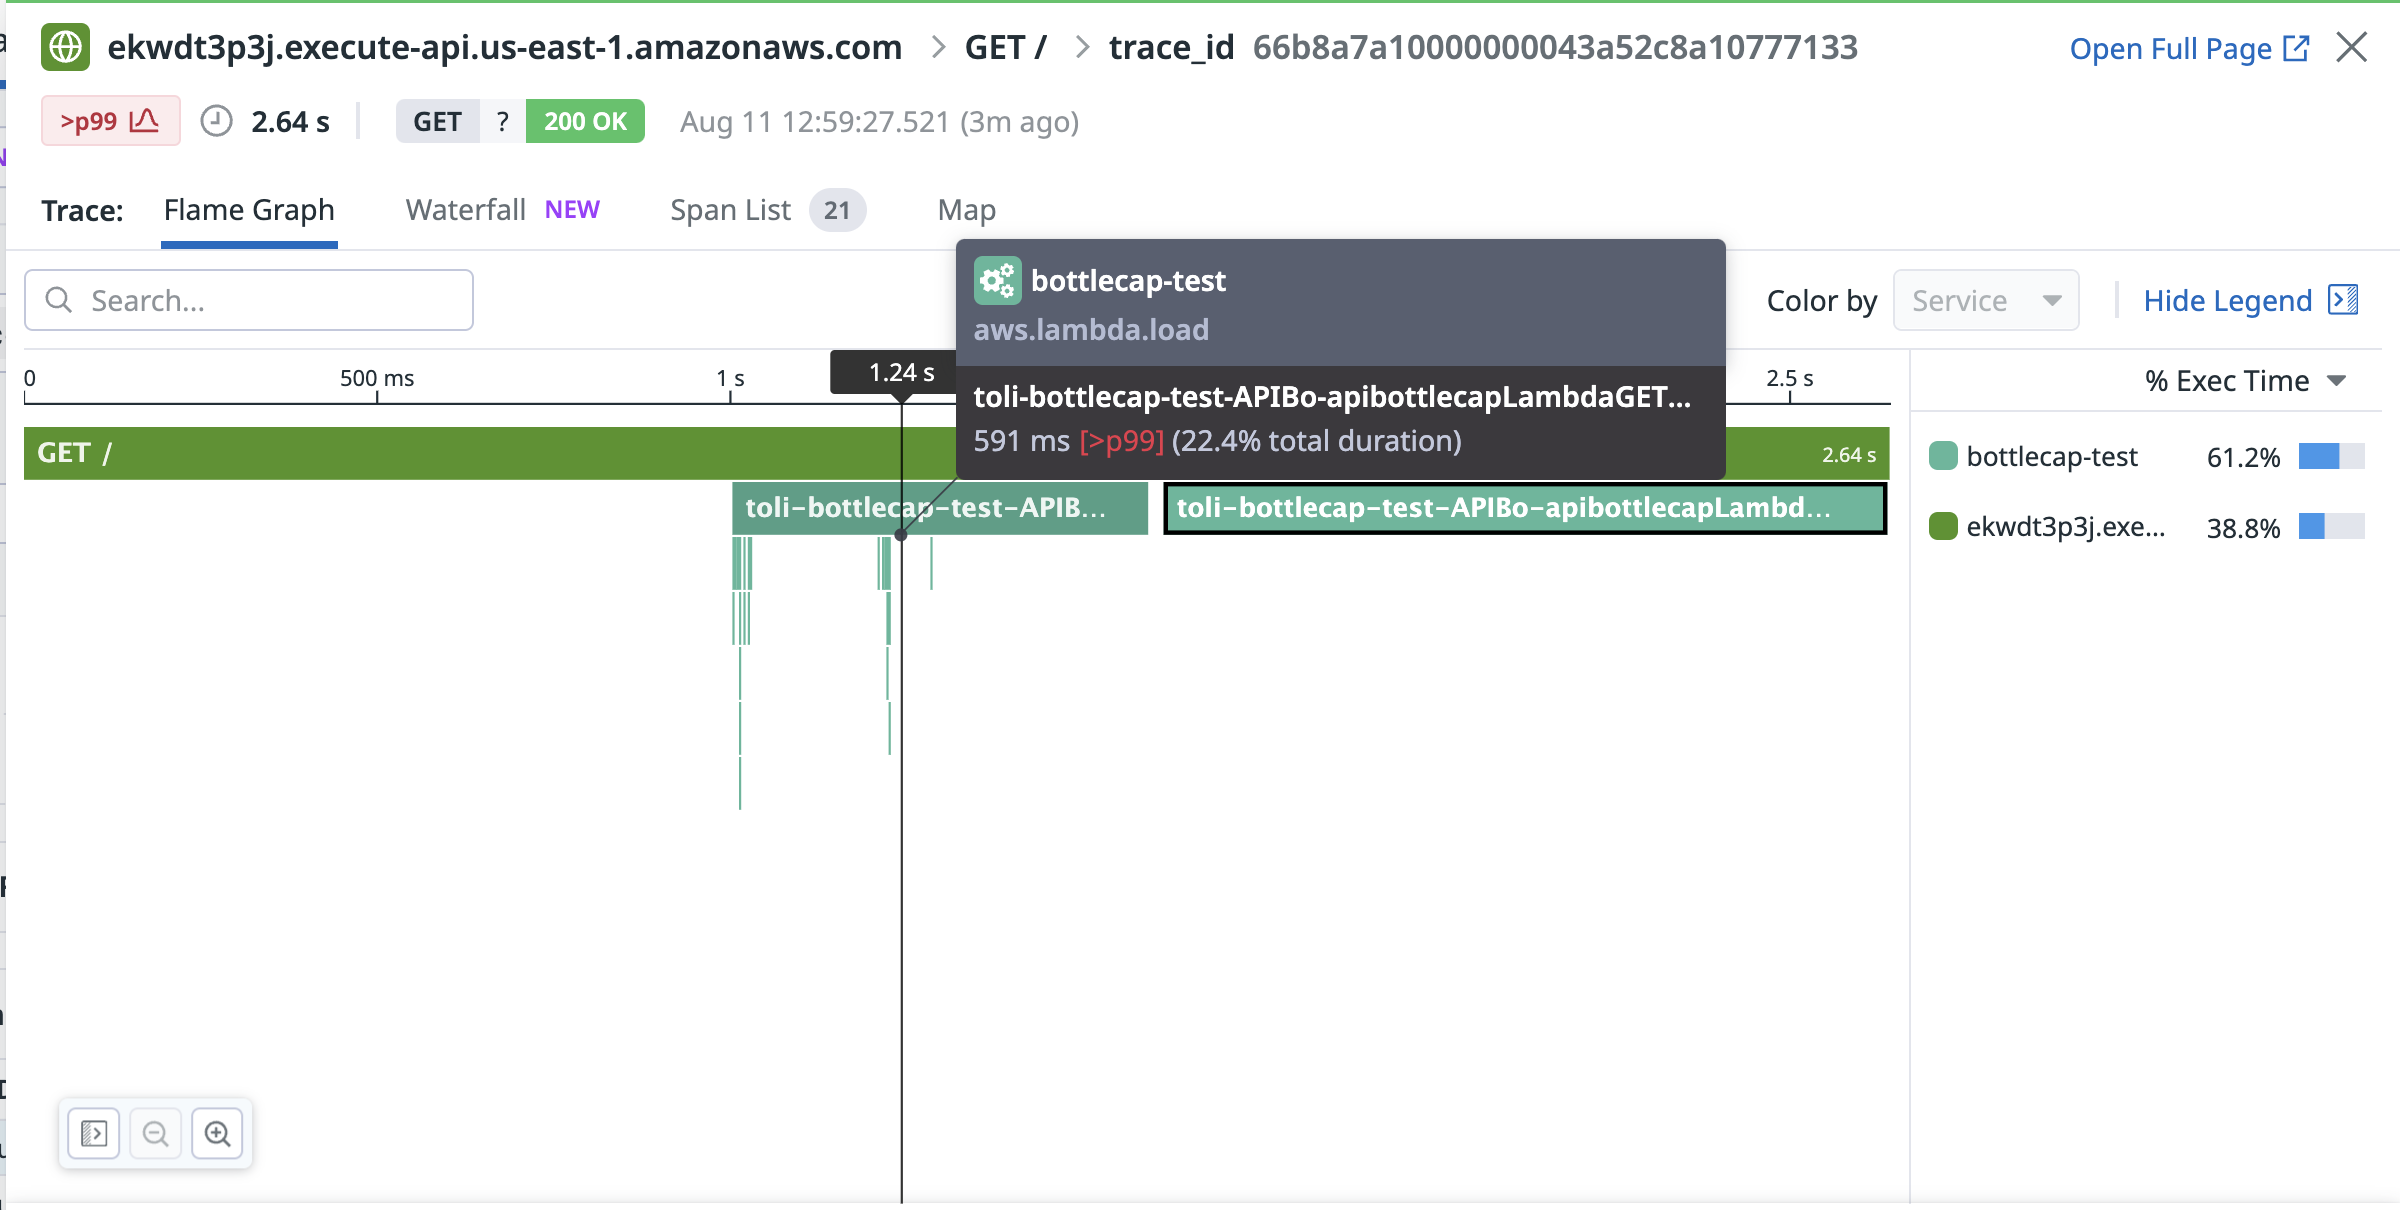 ekwdt3p3j.execute-api.us-east-1.amazonaws.com > GET / > trace_id 66b8a7a10000000043a52c8a10777133
Open Full Page
>p99 2.64 s GET ? 200 OK Aug 11 12:59:27.521 (3m ago)
Trace: Flame Graph Waterfall NEW Span List 21 Map
Search...
Color by Service Hide Legend
bottlecap-test
aws.lambda.load
toli-bottlecap-test-APIBo-apibottlecapLambdaGET...
591 ms [>p99] (22.4% total duration)
0 500 ms 1 s 1.24 s 2.5 s
% Exec Time
GET / 2.64 s
toli-bottlecap-test-APIB... toli-bottlecap-test-APIBo-apibottlecapLambd...
bottlecap-test 61.2%
ekwdt3p3j.exe... 38.8%